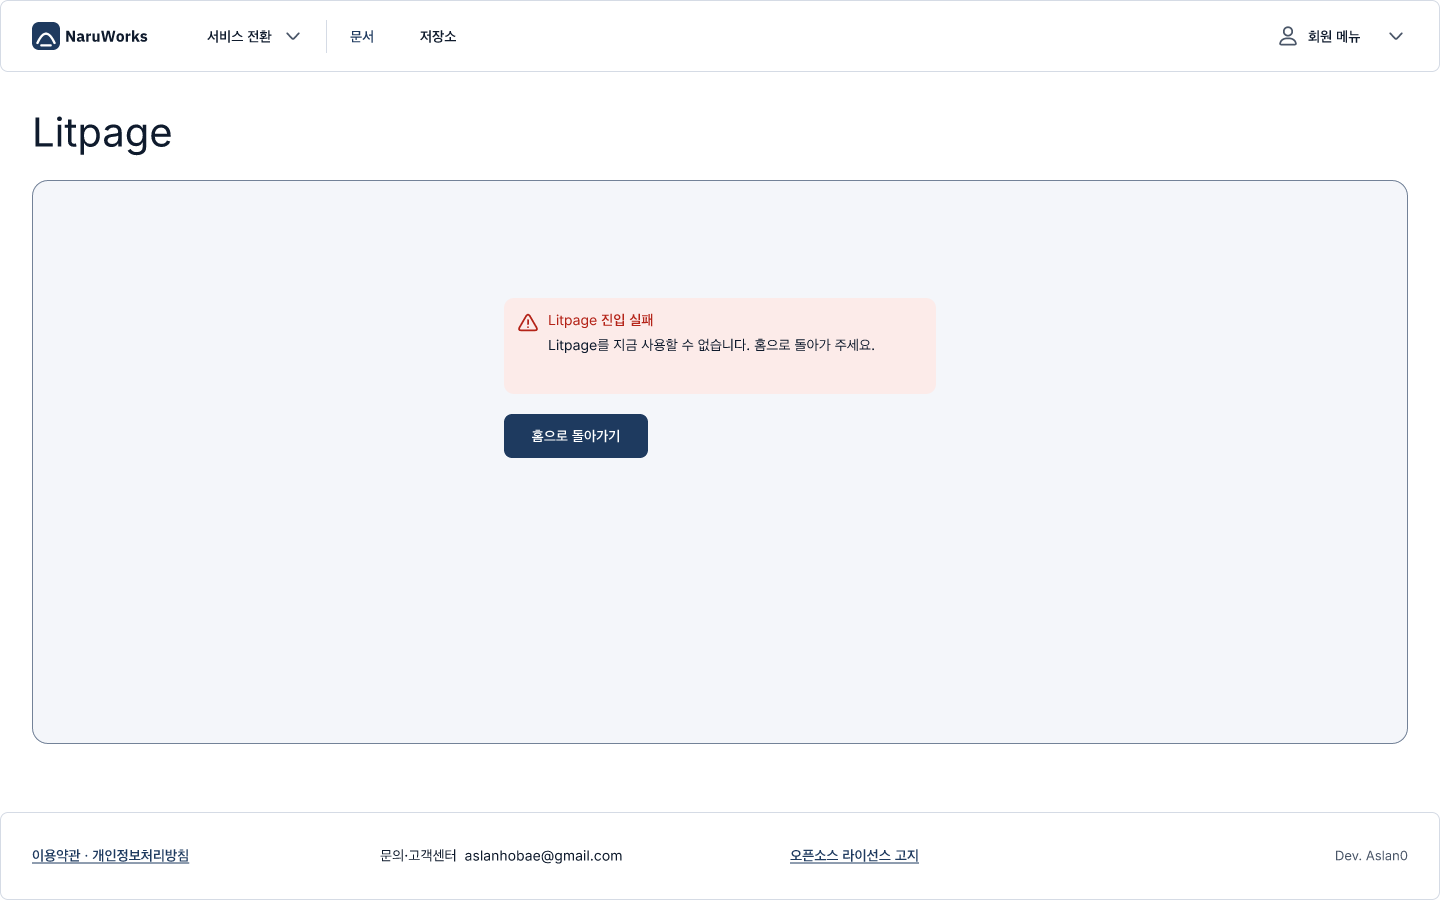 NaruWorks
서비스 전환
문서
저장소
회원 메뉴
Litpage
Litpage 진입 실패
Litpage를 지금 사용할 수 없습니다. 홈으로 돌아가 주세요.
홈으로 돌아가기
이용약관 · 개인정보처리방침
문의·고객센터 aslanhobae@gmail.com
오픈소스 라이선스 고지
Dev. Aslan0